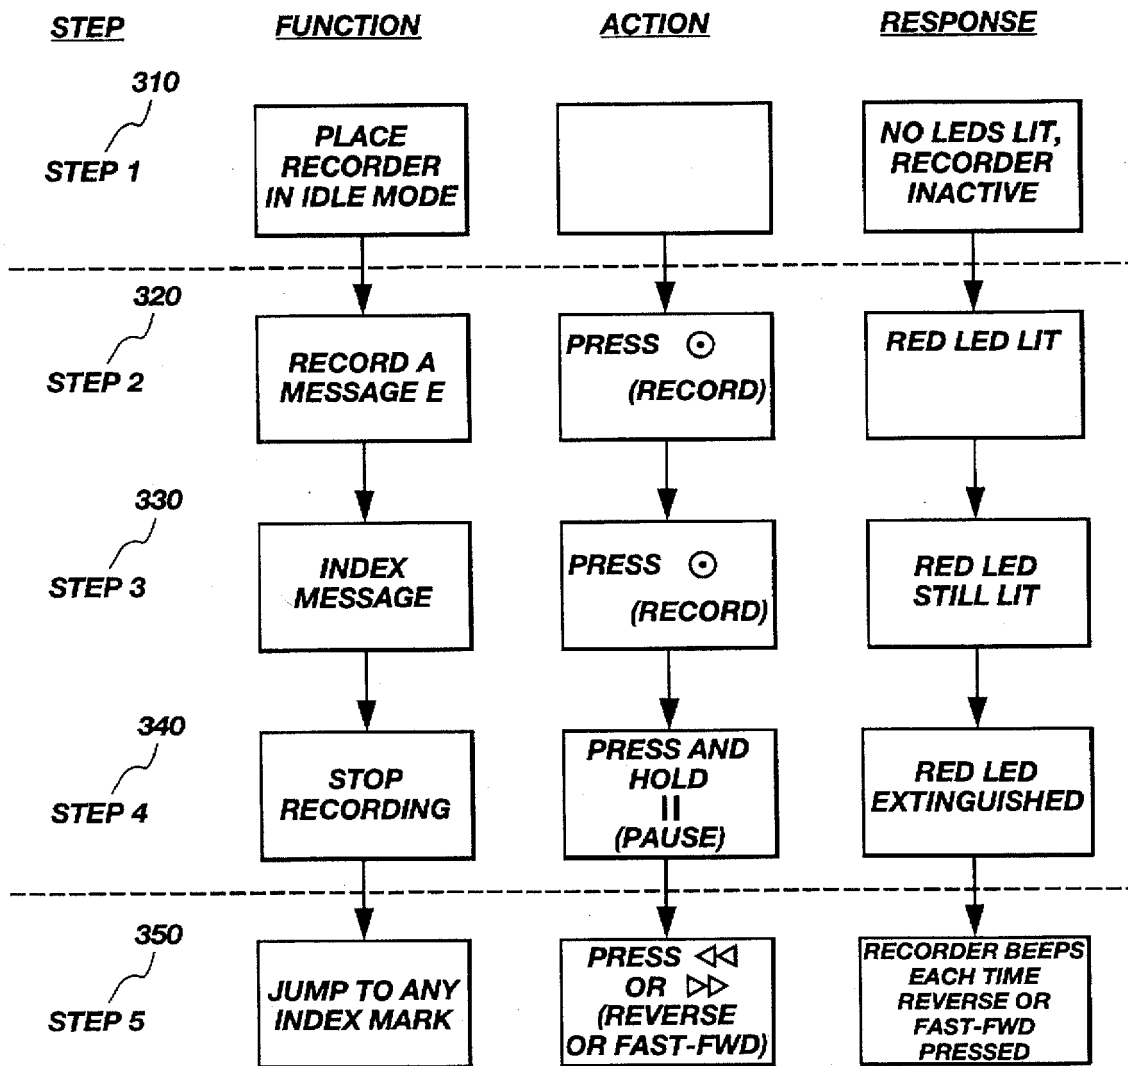 STEP FUNCTION ACTION RESPONSE
310
STEP 1
PLACE
RECORDER
IN IDLE MODE
NO LEDS LIT,
RECORDER
INACTIVE
320
STEP 2
RECORD A
MESSAGE E
PRESS ⊙
(RECORD)
RED LED LIT
330
STEP 3
INDEX
MESSAGE
PRESS ⊙
(RECORD)
RED LED
STILL LIT
340
STEP 4
STOP
RECORDING
PRESS AND
HOLD
||
(PAUSE)
RED LED
EXTINGUISHED
350
STEP 5
JUMP TO ANY
INDEX MARK
PRESS ◁◁
OR ▷▷
(REVERSE
OR FAST-FWD)
RECORDER BEEPS
EACH TIME
REVERSE OR
FAST-FWD
PRESSED